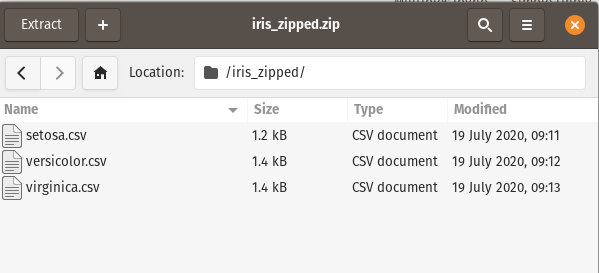 Extract + iris_zipped.zip
Location: /iris_zipped/
Name Size Type Modified
setosa.csv 1.2 kB CSV document 19 July 2020, 09:11
versicolor.csv 1.4 kB CSV document 19 July 2020, 09:12
virginica.csv 1.4 kB CSV document 19 July 2020, 09:13